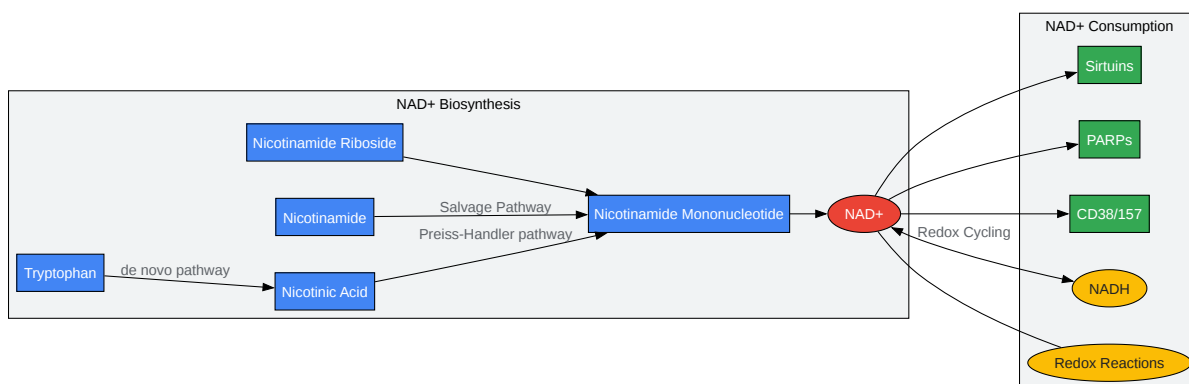 NAD+ Consumption
Sirtuins
NAD+ Biosynthesis
Nicotinamide Riboside
PARPs
Nicotinamide
Salvage Pathway
Nicotinamide Mononucleotide
NAD+
CD38/157
Preiss-Handler pathway
Redox Cycling
Tryptophan
de novo pathway
Nicotinic Acid
NADH
Redox Reactions